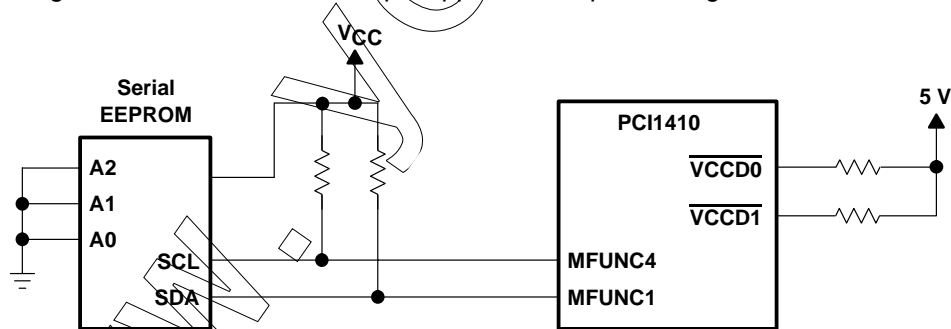 VCC
Serial
EEPROM
A2
A1
A0
SCL
SDA
PCI1410
VCCD0
VCCD1
MFUNC4
MFUNC1
5 V